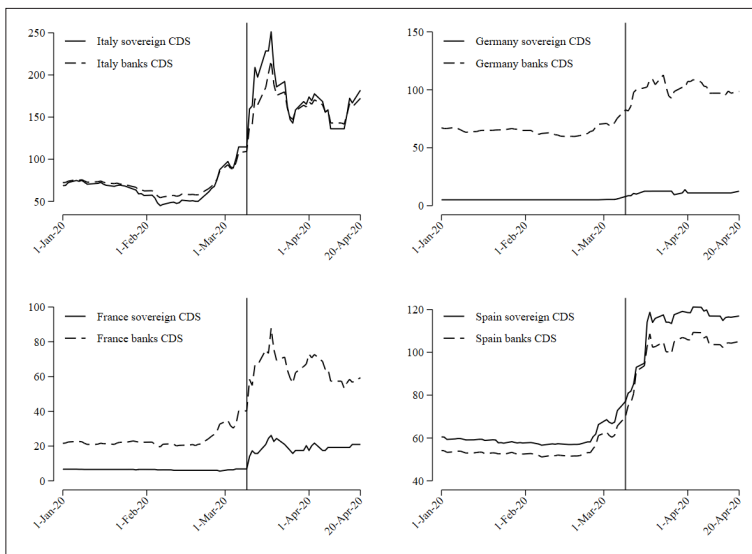 Italy sovereign CDS
Italy banks CDS
250
200
150
100
50
1-Jan-20
1-Feb-20
1-Mar-20
1-Apr-20
20-Apr-20
Germany sovereign CDS
Germany banks CDS
150
100
50
0
1-Jan-20
1-Feb-20
1-Mar-20
1-Apr-20
20-Apr-20
France sovereign CDS
France banks CDS
100
80
60
40
20
0
1-Jan-20
1-Feb-20
1-Mar-20
1-Apr-20
20-Apr-20
Spain sovereign CDS
Spain banks CDS
120
100
80
60
40
1-Jan-20
1-Feb-20
1-Mar-20
1-Apr-20
20-Apr-20